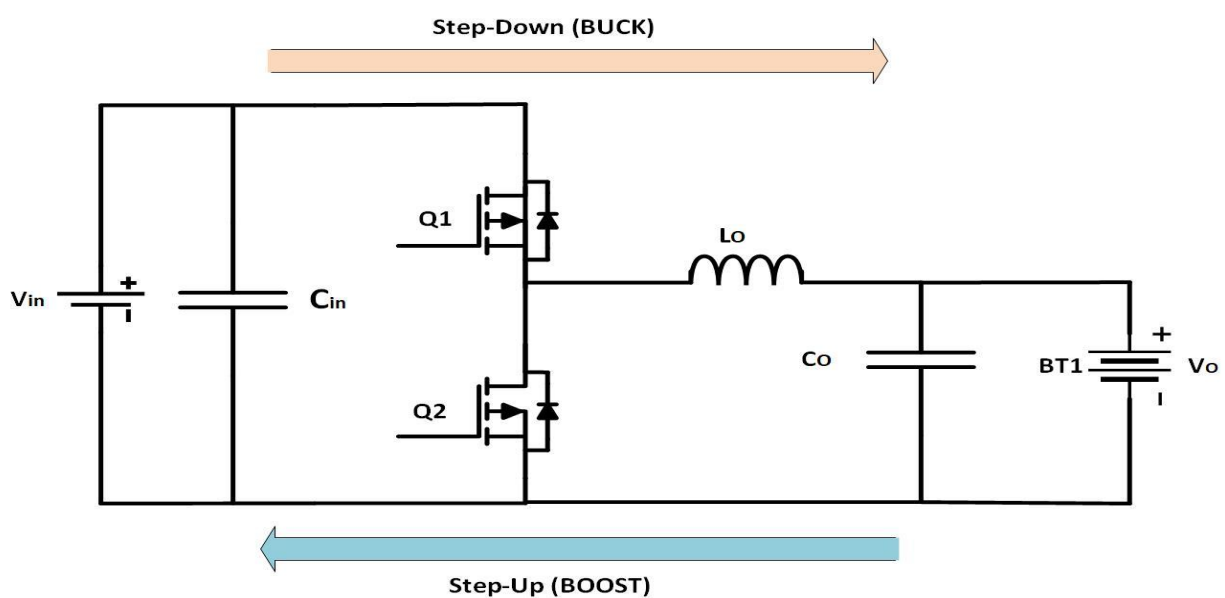 Step-Down (BUCK)
Q1
LO
Vin
+
-
Cin
CO
BT1
+
-
VO
Q2
Step-Up (BOOST)